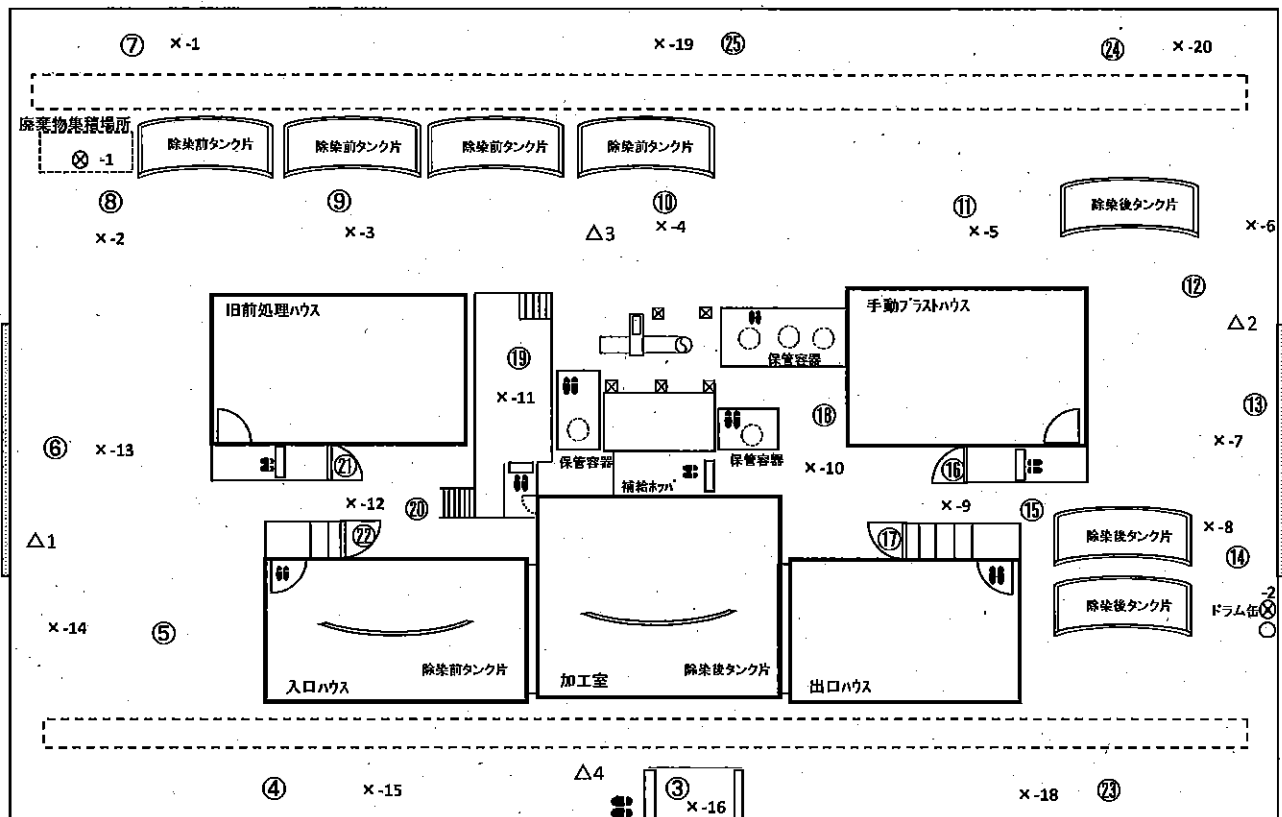 ⑦ ×-1 ×-19 ㉕ ㉔ ×-20
廃棄物集積場所
除染前タンク片 除染前タンク片 除染前タンク片 除染前タンク片
⊗ -1
⑧ ⑨ ⑩ ⑪ 除染後タンク片
×-2 ×-3 △3 ×-4 ×-5 ×-6
⑫
旧前処理ハウス 手動ブラストハウス
△2
⑲ 保管容器
×-11 ⑱ ⑬
⑥ ×-13 ×-7
保管容器 保管容器
㉑ ×-10 ⑯
補給ホッパ
×-12 ⑳ ×-9 ⑮
△1 ㉒ ⑰ 除染後タンク片 ×-8
⑭
除染後タンク片 -2
ドラム缶⊗
×-14 ⑤
除染前タンク片 除染後タンク片
入口ハウス 加工室 出口ハウス
△4
④ ×-15 ③ ×-18 ㉓
×-16